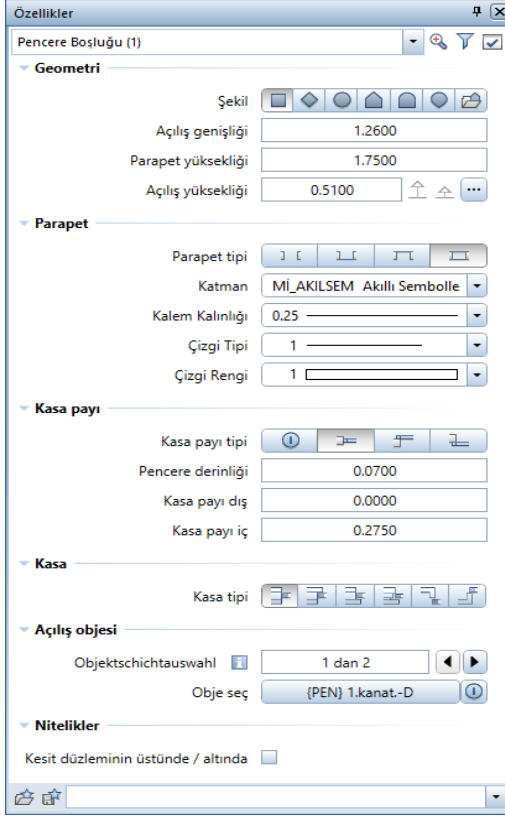 Özellikler
Pencere Boşluğu (1)
Geometri
Şekil
Açılış genişliği 1.2600
Parapet yüksekliği 1.7500
Açılış yüksekliği 0.5100
Parapet
Parapet tipi
Katman Mİ_AKILSEM Akıllı Sembolle
Kalem Kalınlığı 0.25
Çizgi Tipi 1
Çizgi Rengi 1
Kasa payı
Kasa payı tipi
Pencere derinliği 0.0700
Kasa payı dış 0.0000
Kasa payı iç 0.2750
Kasa
Kasa tipi
Açılış objesi
Objektschichtauswahl 1 dan 2
Obje seç {PEN} 1.kanat.-D
Nitelikler
Kesit düzleminin üstünde / altında